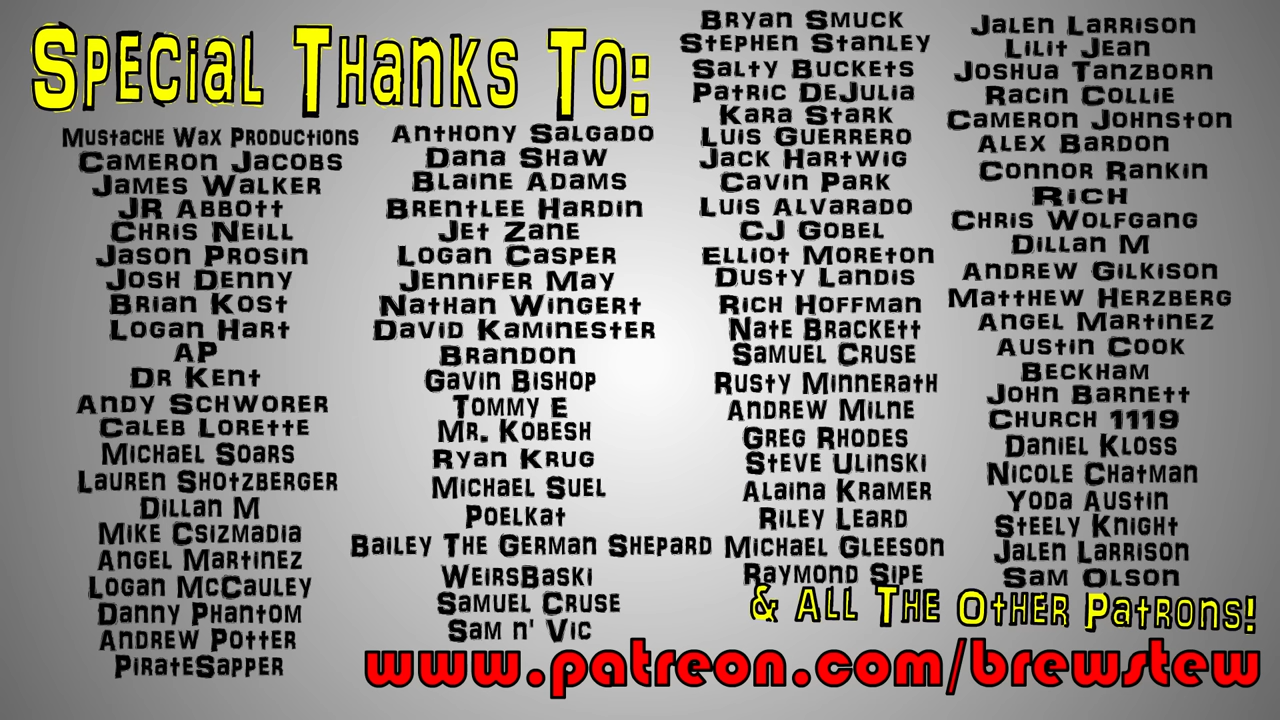 Special Thanks To:
Mustache Wax Productions
Cameron Jacobs
James Walker
JR Abbott
Chris Neill
Jason Prosin
Josh Denny
Brian Kost
Logan Hart
AP
Dr Kent
Andy Schworer
Caleb Lorette
Michael Soars
Lauren Shotzberger
Dillan M
Mike Csizmadia
Angel Martinez
Logan McCauley
Danny Phantom
Andrew Potter
PirateSapper
Anthony Salgado
Dana Shaw
Blaine Adams
Brentlee Hardin
Jet Zane
Logan Casper
Jennifer May
Nathan Wingert
David Kaminester
Brandon
Gavin Bishop
Tommy E
Mr. Kobesh
Ryan Krug
Michael Suel
Poelkat
Bailey The German Shepard
WeirsBaski
Samuel Cruse
Sam n' Vic
Bryan Smuck
Stephen Stanley
Salty Buckets
Patric DeJulia
Kara Stark
Luis Guerrero
Jack Hartwig
Cavin Park
Luis Alvarado
CJ Gobel
Elliot Moreton
Dusty Landis
Rich Hoffman
Nate Brackett
Samuel Cruse
Rusty Minnerath
Andrew Milne
Greg Rhodes
Steve Ulinski
Alaina Kramer
Riley Leard
Michael Gleeson
Raymond Sipe
Jalen Larrison
Lilit Jean
Joshua Tanzborn
Racin Collie
Cameron Johnston
Alex Bardon
Connor Rankin
Rich
Chris Wolfgang
Dillan M
Andrew Gilkison
Matthew Herzberg
Angel Martinez
Austin Cook
Beckham
John Barnett
Church 1119
Daniel Kloss
Nicole Chatman
Yoda Austin
Steely Knight
Jalen Larrison
Sam Olson
& All The Other Patrons!
www.patreon.com/brewstew